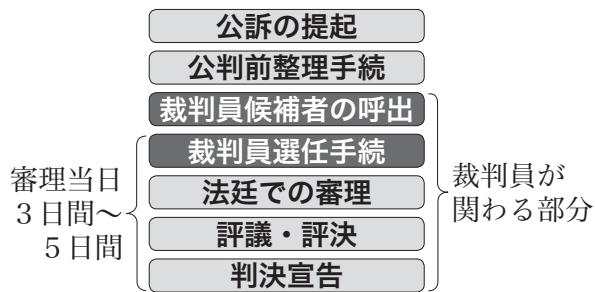 公訴の提起
公判前整理手続
裁判員候補者の呼出
裁判員選任手続
法廷での審理
評議・評決
判決宣告
審理当日
３日間～
５日間
裁判員が
関わる部分